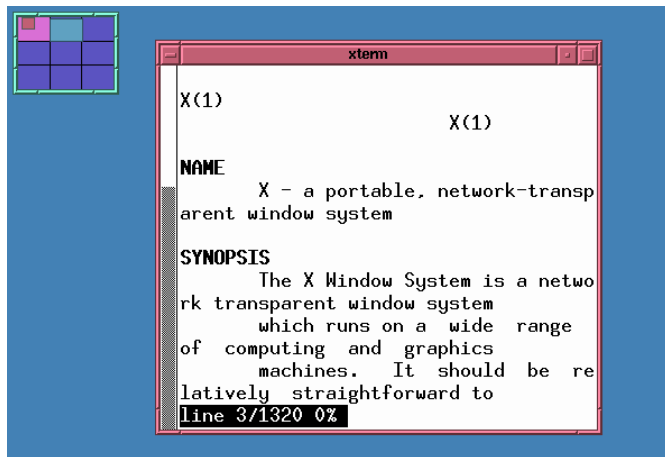 xterm
X(1)
X(1)
NAME
X - a portable, network-transp
arent window system
SYNOPSIS
The X Window System is a netwo
rk transparent window system
which runs on a wide range
of computing and graphics
machines. It should be re
latively straightforward to
line 3/1320 0%